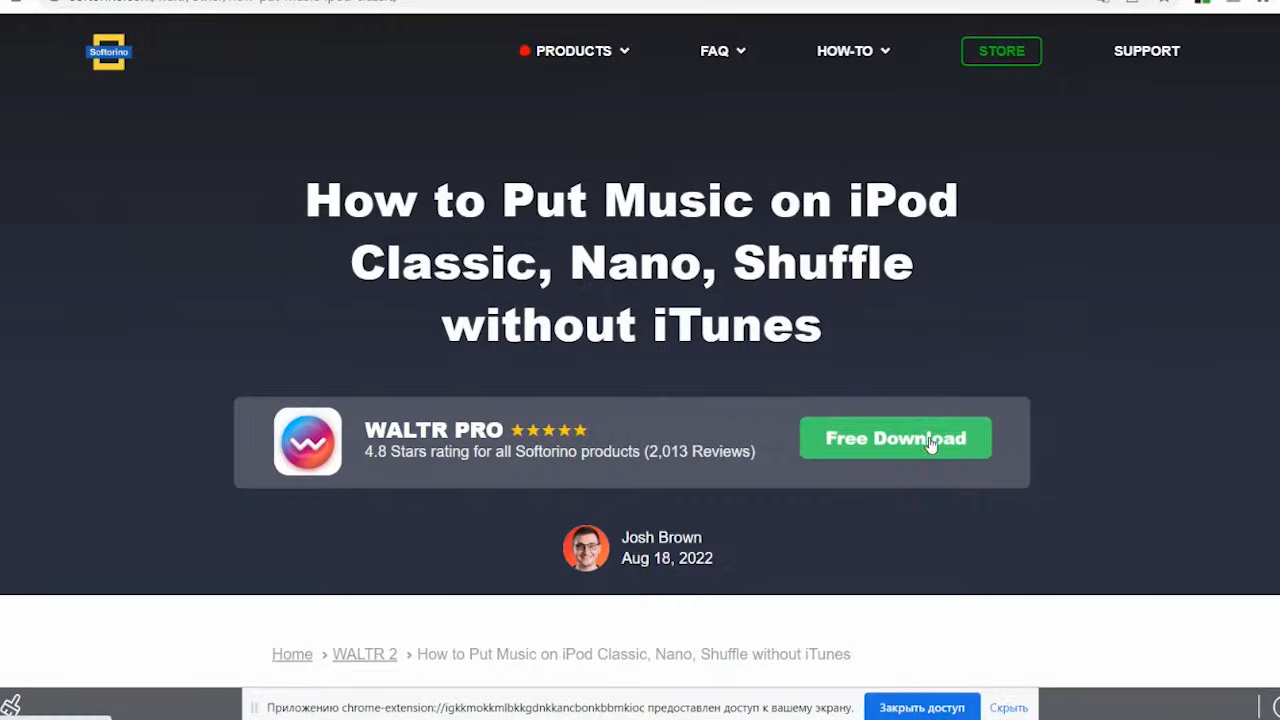 Softorino
PRODUCTS
FAQ
HOW-TO
STORE
SUPPORT
How to Put Music on iPod
Classic, Nano, Shuffle
without iTunes
WALTR PRO ★★★★★
4.8 Stars rating for all Softorino products (2,013 Reviews)
Free Download
Josh Brown
Aug 18, 2022
Home › WALTR 2 › How to Put Music on iPod Classic, Nano, Shuffle without iTunes
Приложению chrome-extension://igkkmokkmlbkkgdnkkancbonkbbmkioc предоставлен доступ к вашему экрану.
Закрыть доступ
Скрыть